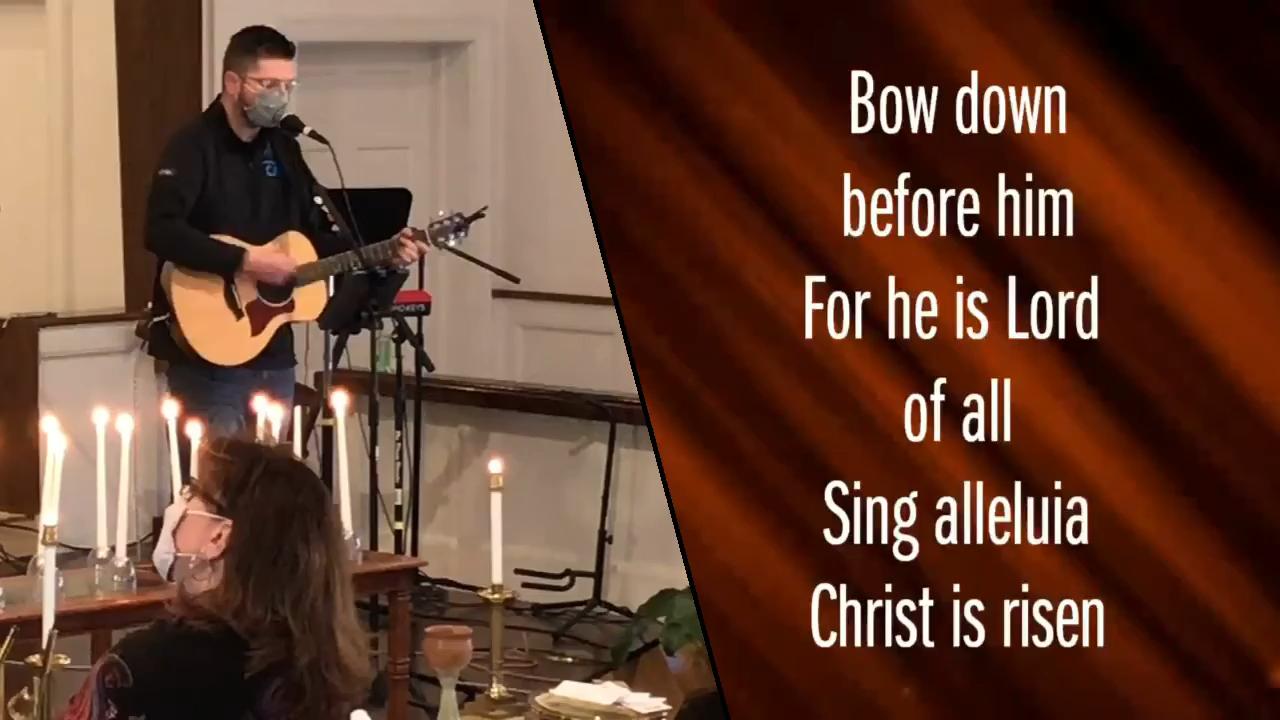 Bow down
before him
For he is Lord
of all
Sing alleluia
Christ is risen